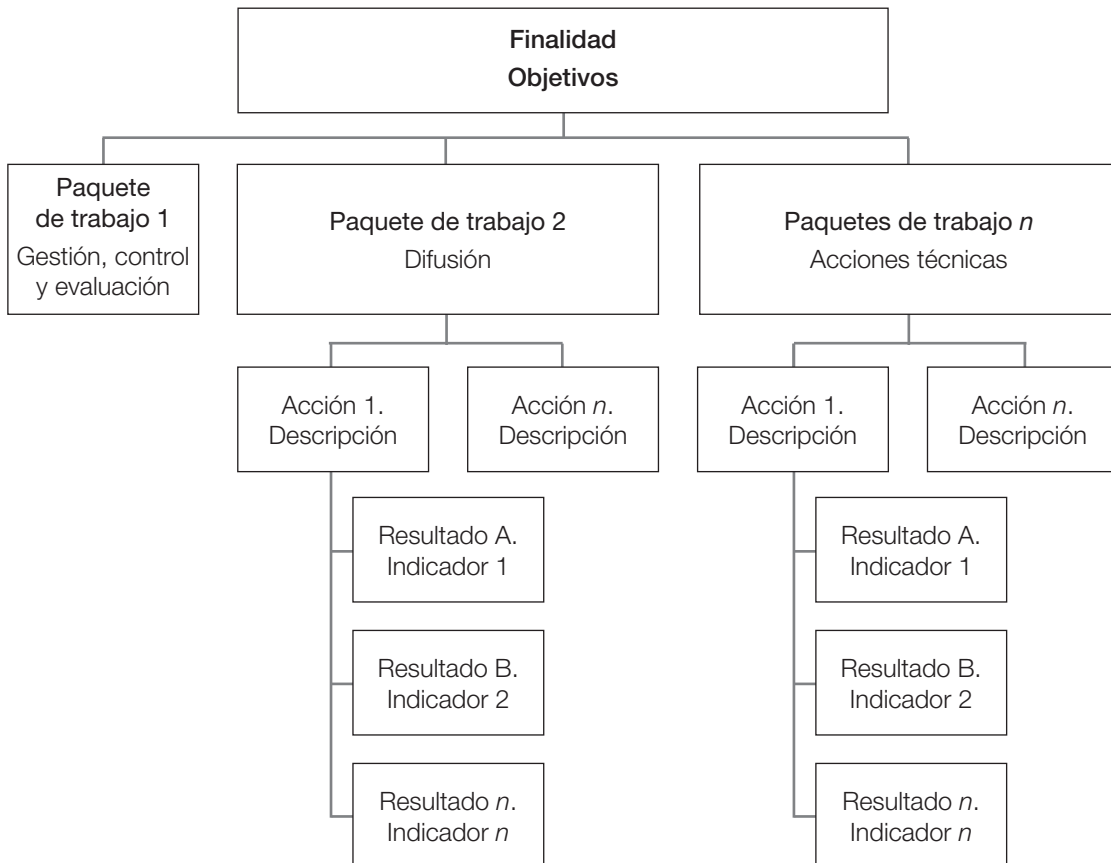 Finalidad
Objetivos
Paquete
de trabajo 1
Gestión, control
y evaluación
Paquete de trabajo 2
Difusión
Paquetes de trabajo n
Acciones técnicas
Acción 1.
Descripción
Acción n.
Descripción
Acción 1.
Descripción
Acción n.
Descripción
Resultado A.
Indicador 1
Resultado B.
Indicador 2
Resultado n.
Indicador n
Resultado A.
Indicador 1
Resultado B.
Indicador 2
Resultado n.
Indicador n